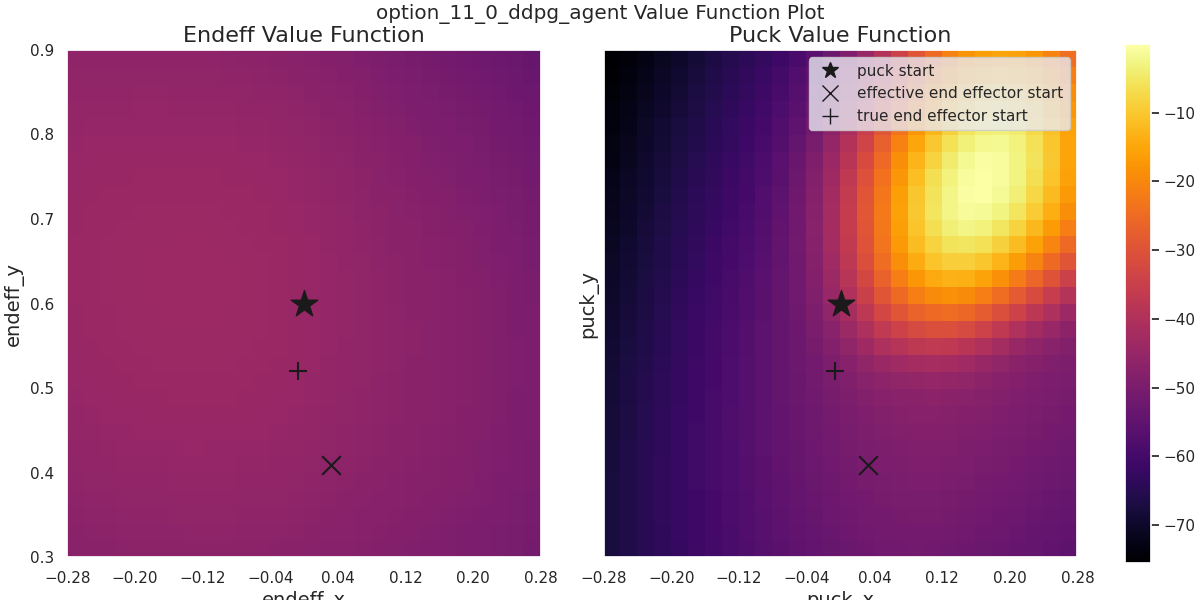 option_11_0_ddpg_agent Value Function Plot
Endeff Value Function
Puck Value Function
endeff_y
0.9
0.8
0.7
0.6
0.5
0.4
0.3
−0.28 −0.20 −0.12 −0.04 0.04 0.12 0.20 0.28
endeff_x
puck_y
puck start
effective end effector start
true end effector start
−0.28 −0.20 −0.12 −0.04 0.04 0.12 0.20 0.28
puck_x
−10
−20
−30
−40
−50
−60
−70